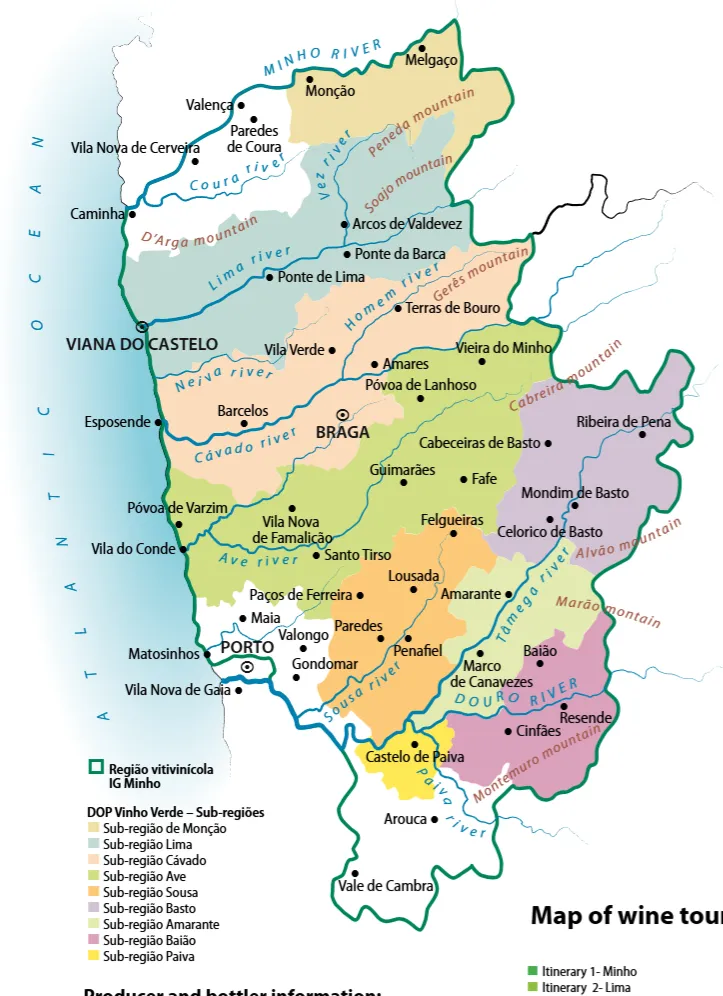 MINHO RIVER
Melgaço
Monção
Valença
Paredes
de Coura
Peneda mountain
Vila Nova de Cerveira
Coura river
Vez river
Soajo mountain
Caminha
D'Arga mountain
Arcos de Valdevez
Lima river
Ponte da Barca
Ponte de Lima
Homem river
Gerês mountain
Terras de Bouro
VIANA DO CASTELO
Vila Verde
Vieira do Minho
Amares
Neiva river
Póvoa de Lanhoso
Cabreira mountain
Esposende
Barcelos
BRAGA
Ribeira de Pena
Cávado river
Cabeceiras de Basto
Guimarães
Fafe
Mondim de Basto
Póvoa de Varzim
Vila Nova
de Famalicão
Felgueiras
Celorico de Basto
Vila do Conde
Ave river
Santo Tirso
Alvão mountain
Lousada
Paços de Ferreira
Amarante
Tâmega river
Marão montain
Maia
Valongo
Paredes
Penafiel
Matosinhos
PORTO
Gondomar
Marco
de Canavezes
Baião
Vila Nova de Gaia
Sousa river
DOURO RIVER
Resende
Cinfães
Castelo de Paiva
Montemuro mountain
Paiva river
Arouca
Vale de Cambra
ATLANTIC OCEAN
Região vitivinícola
IG Minho
DOP Vinho Verde – Sub-regiões
Sub-região de Monção
Sub-região Lima
Sub-região Cávado
Sub-região Ave
Sub-região Sousa
Sub-região Basto
Sub-região Amarante
Sub-região Baião
Sub-região Paiva
Map of wine tour
Itinerary 1- Minho
Itinerary 2- Lima
Producer and bottler information: